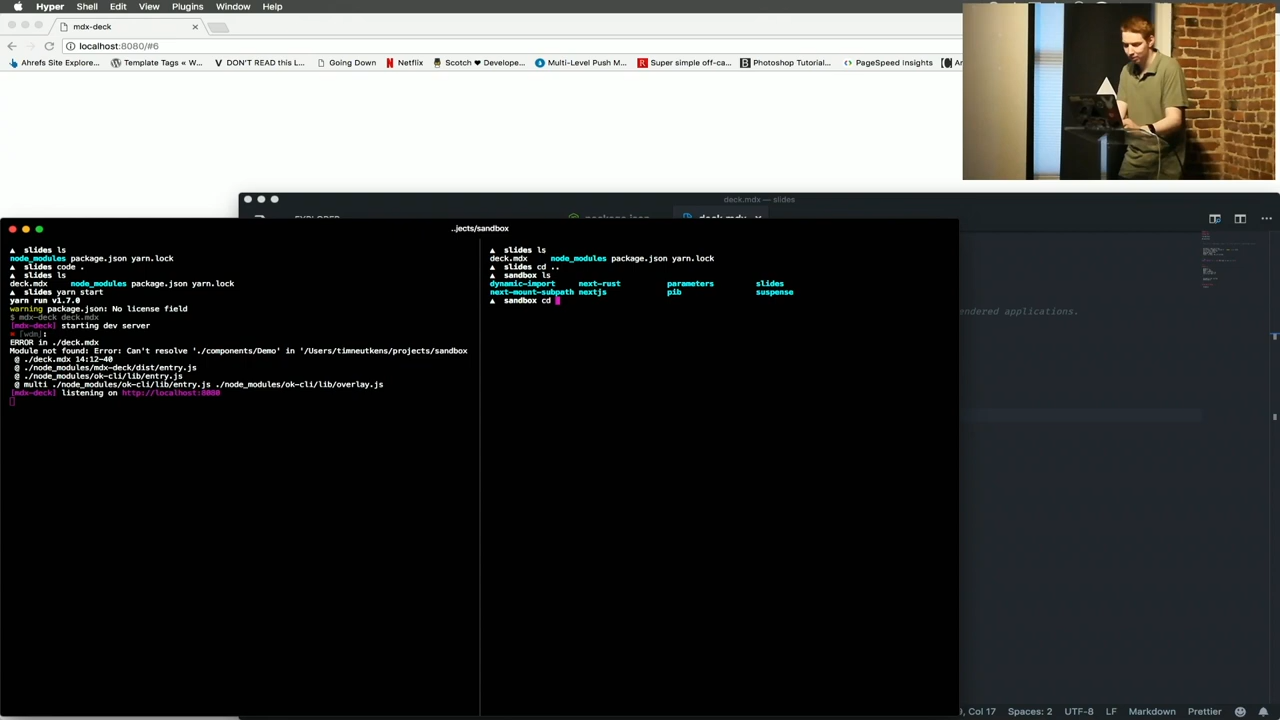 Hyper Shell Edit View Plugins Window Help
mdx-deck
localhost:8080/#6
Ahrefs Site Explore... Template Tags « W... DON'T READ this L... Going Down Netflix Scotch ♥ Develope... Multi-Level Push M... Super simple off-ca... Photoshop Tutorial... PageSpeed Insights
deck.mdx — slides
..jects/sandbox
▲ slides ls
node_modules package.json yarn.lock
▲ slides code .
▲ slides ls
deck.mdx node_modules package.json yarn.lock
▲ slides yarn start
yarn run v1.7.0
warning package.json: No license field
$ mdx-deck deck.mdx
[mdx-deck] starting dev server
[wdm]:
ERROR in ./deck.mdx
Module not found: Error: Can't resolve './components/Demo' in '/Users/timneutkens/projects/sandbox
@ ./deck.mdx 14:12-40
@ ./node_modules/mdx-deck/dist/entry.js
@ ./node_modules/ok-cli/lib/entry.js
@ multi ./node_modules/ok-cli/lib/entry.js ./node_modules/ok-cli/lib/overlay.js
[mdx-deck] listening on http://localhost:8080
▲ slides ls
deck.mdx node_modules package.json yarn.lock
▲ slides cd ..
▲ sandbox ls
dynamic-import next-rust parameters slides
next-mount-subpath nextjs pib suspense
▲ sandbox cd
endered applications.
9, Col 17 Spaces: 2 UTF-8 LF Markdown Prettier